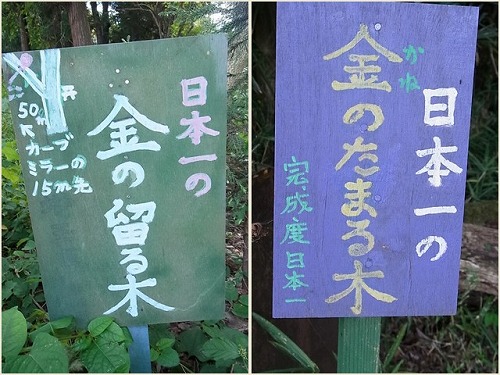 日本一の
金の留る木
50m
カーブ
ミラーの
15m先
日本一の
金のたまる木
かね
完成度日本一